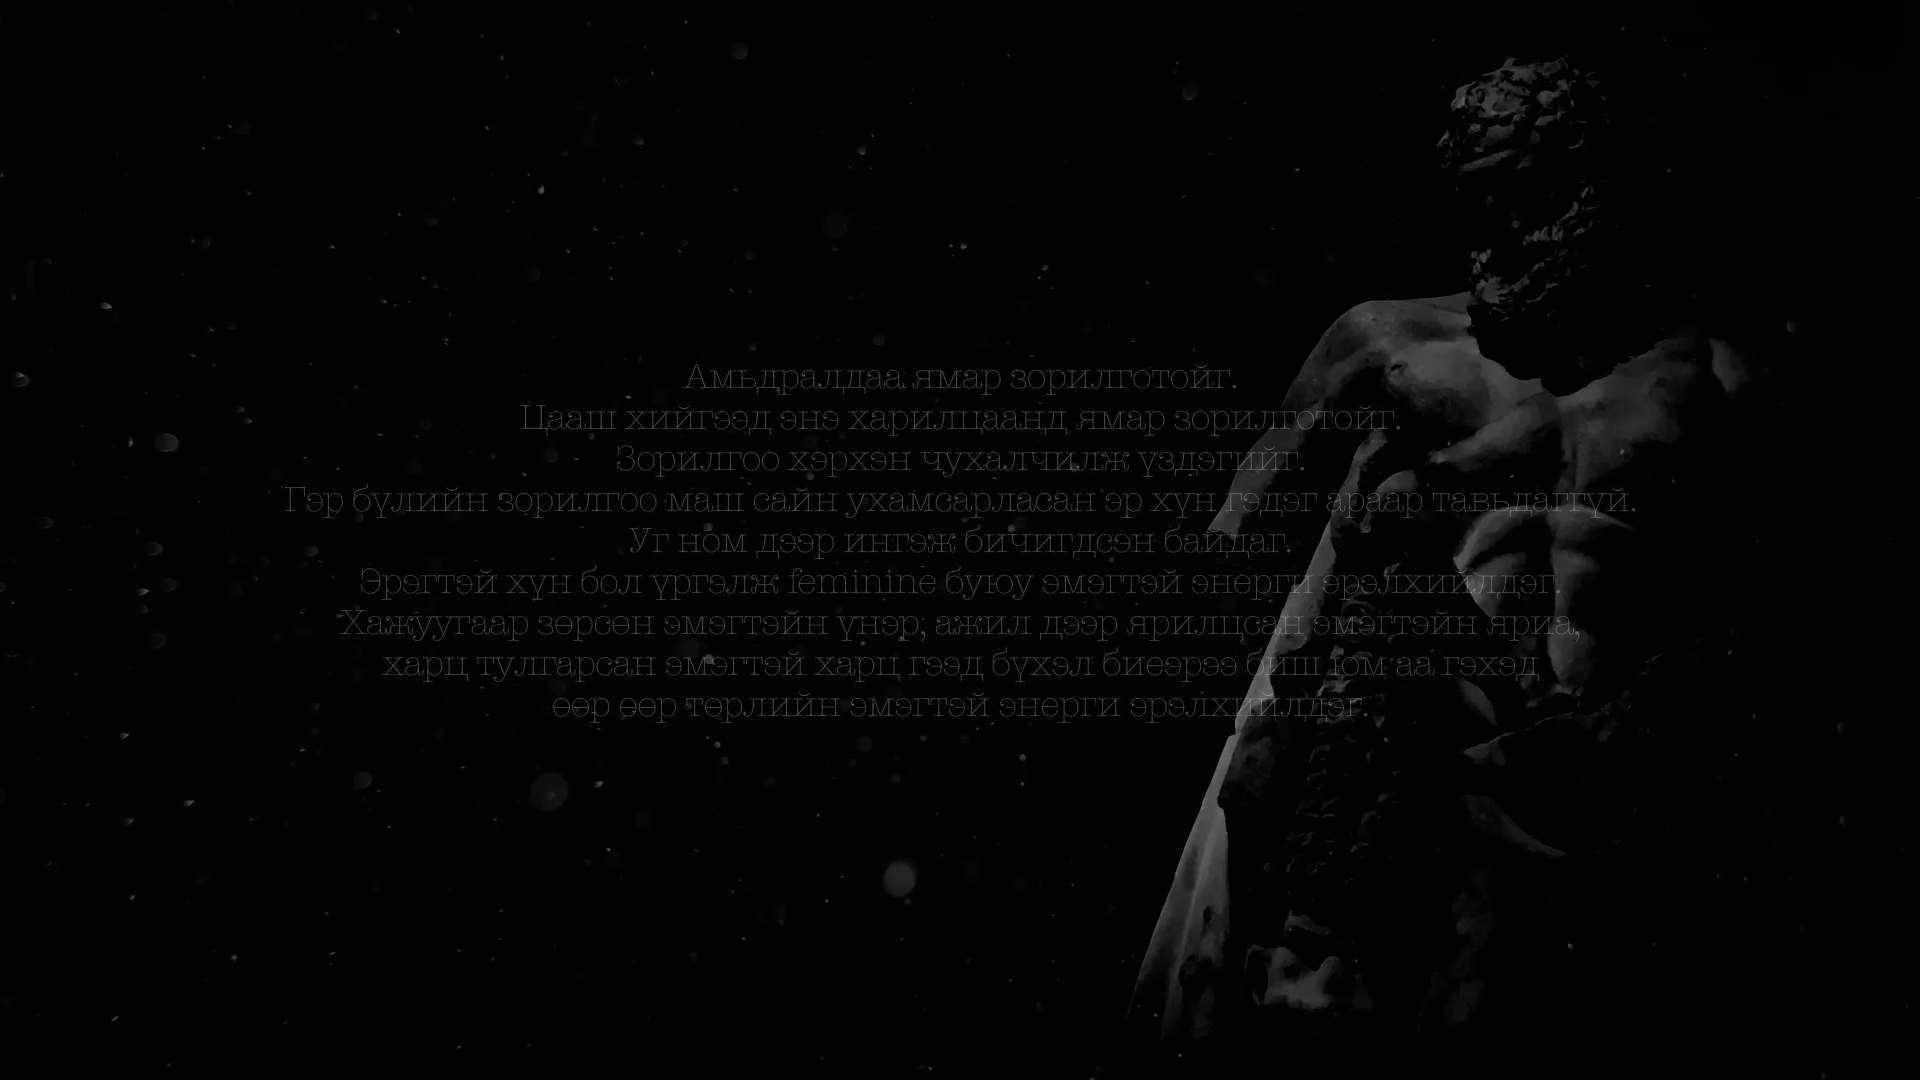 Амьдралдаа ямар зорилготойг.
Цааш хийгээд энэ харилцаанд ямар зорилготойг.
Зорилгоо хэрхэн чухалчилж үздэгийг.
Гэр бүлийн зорилгоо маш сайн ухамсарласан эр хүн гэдэг араар тавьдаггүй.
Уг ном дээр ингэж бичигдсэн байдаг.
Эрэгтэй хүн бол үргэлж feminine буюу эмэгтэй энерги эрэлхийлдэг.
Хажуугаар зөрсөн эмэгтэйн үнэр, ажил дээр ярилцсан эмэгтэйн яриа,
харц тулгарсан эмэгтэй харц гээд бүхэл биеэрээ биш юм аа гэхэд
өөр өөр төрлийн эмэгтэй энерги эрэлхийлдэг.